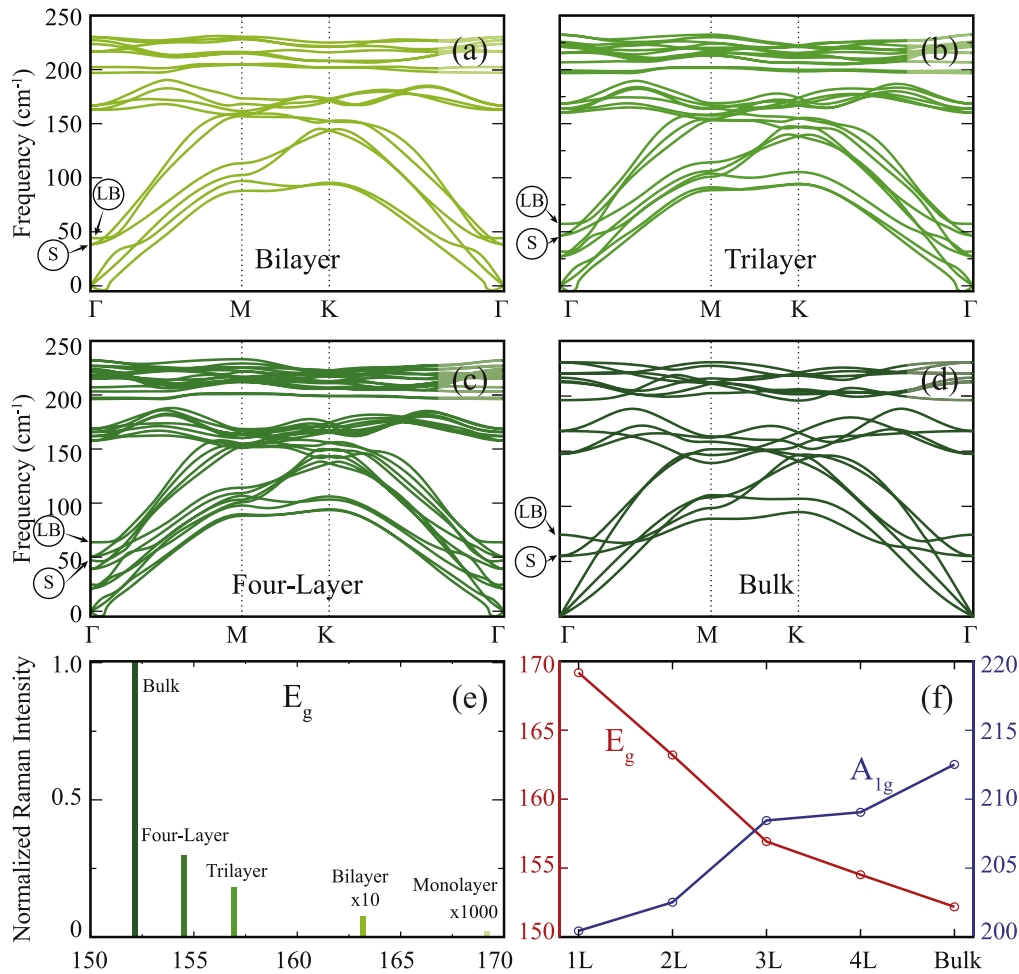 250
200
150
100
50
0
Frequency (cm⁻¹)
(a)
LB
S
Bilayer
Γ M K Γ
(b)
LB
S
Trilayer
Γ M K Γ
250
200
150
100
50
0
Frequency (cm⁻¹)
(c)
LB
S
Four-Layer
Γ M K Γ
(d)
LB
S
Bulk
Γ M K Γ
Normalized Raman Intensity
1.0
0.5
0
Bulk
E_g
(e)
Four-Layer
Trilayer
Bilayer
x10
Monolayer
x1000
150 155 160 165 170
170
165
160
155
150
E_g
A_1g
(f)
220
215
210
205
200
1L 2L 3L 4L Bulk